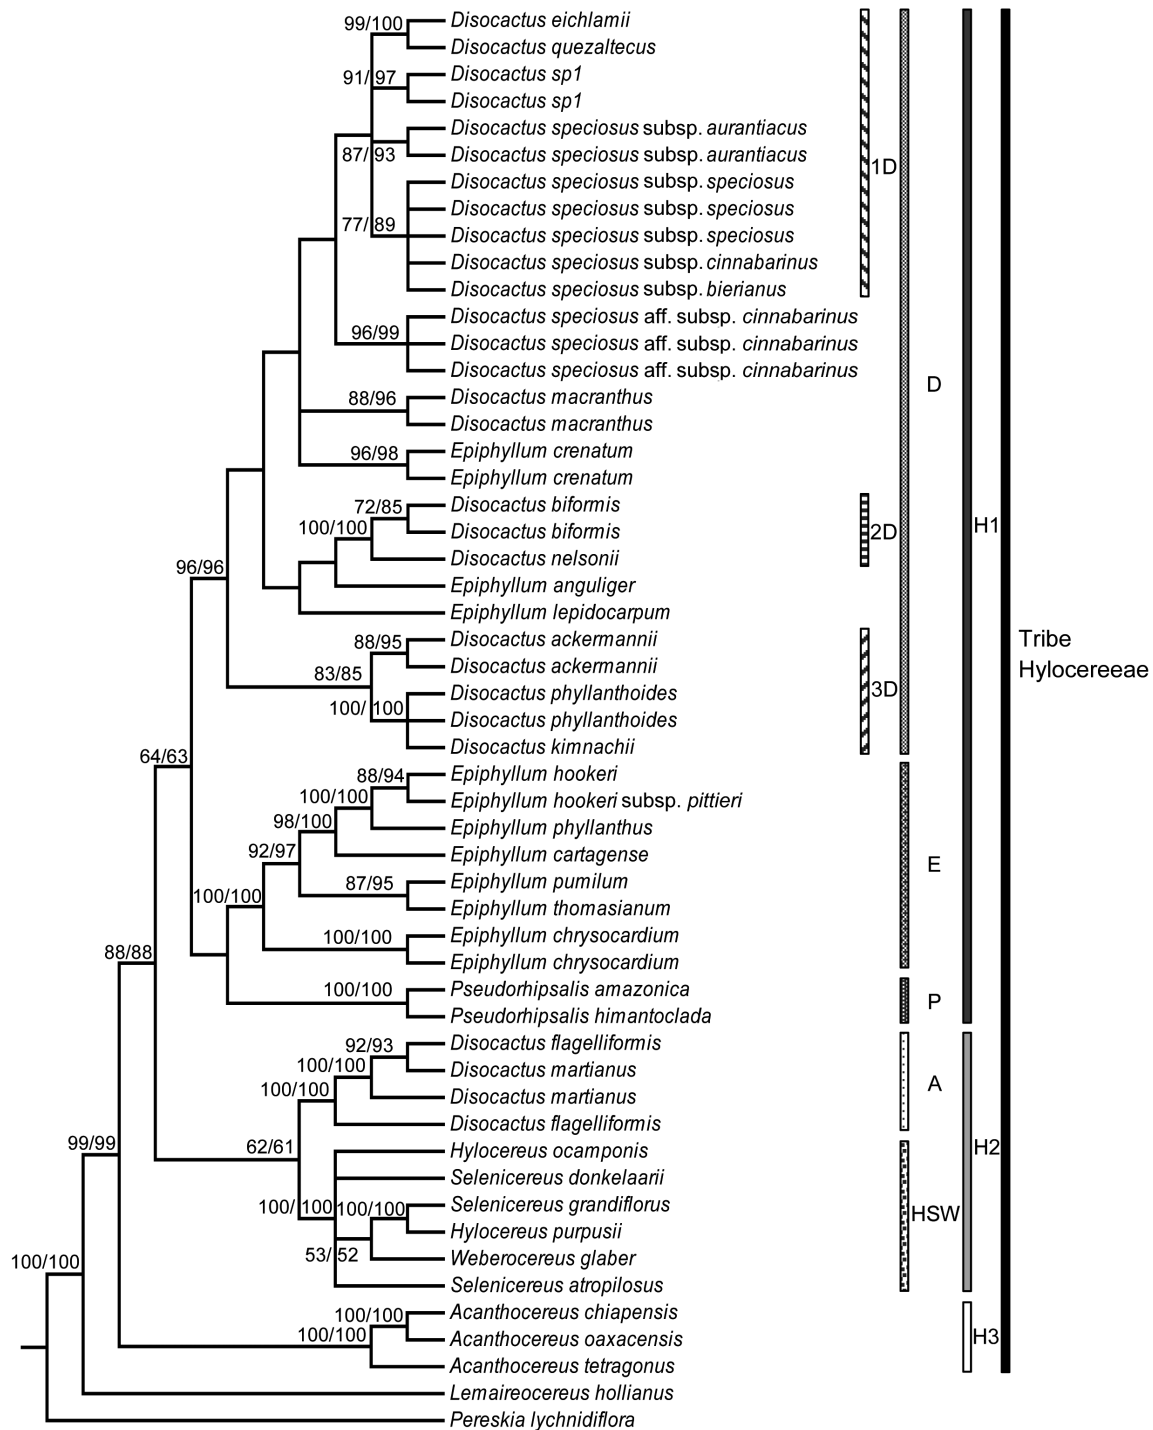 99/100
Disocactus eichlamii
Disocactus quezaltecus
91/97
Disocactus sp1
Disocactus sp1
Disocactus speciosus subsp. aurantiacus
87/93
Disocactus speciosus subsp. aurantiacus
1D
Disocactus speciosus subsp. speciosus
Disocactus speciosus subsp. speciosus
77/89
Disocactus speciosus subsp. speciosus
Disocactus speciosus subsp. cinnabarinus
Disocactus speciosus subsp. bierianus
Disocactus speciosus aff. subsp. cinnabarinus
96/99
Disocactus speciosus aff. subsp. cinnabarinus
Disocactus speciosus aff. subsp. cinnabarinus
D
88/96
Disocactus macranthus
Disocactus macranthus
96/98
Epiphyllum crenatum
Epiphyllum crenatum
72/85
Disocactus biformis
100/100
Disocactus biformis
2D
H1
Disocactus nelsonii
96/96
Epiphyllum anguliger
Epiphyllum lepidocarpum
88/95
Disocactus ackermannii
Tribe
Hylocereeae
83/85
Disocactus ackermannii
3D
Disocactus phyllanthoides
100/100
Disocactus phyllanthoides
Disocactus kimnachii
64/63
88/94
Epiphyllum hookeri
100/100
Epiphyllum hookeri subsp. pittieri
98/100
Epiphyllum phyllanthus
92/97
Epiphyllum cartagense
E
87/95
Epiphyllum pumilum
100/100
Epiphyllum thomasianum
100/100
Epiphyllum chrysocardium
88/88
Epiphyllum chrysocardium
100/100
Pseudorhipsalis amazonica
P
Pseudorhipsalis himantoclada
92/93
Disocactus flagelliformis
100/100
Disocactus martianus
A
100/100
Disocactus martianus
Disocactus flagelliformis
99/99
62/61
Hylocereus ocamponis
H2
Selenicereus donkelaarii
100/100
100/100
Selenicereus grandiflorus
HSW
Hylocereus purpusii
53/52
Weberocereus glaber
100/100
Selenicereus atropilosus
100/100
Acanthocereus chiapensis
100/100
Acanthocereus oaxacensis
H3
Acanthocereus tetragonus
Lemaireocereus hollianus
Pereskia lychnidiflora